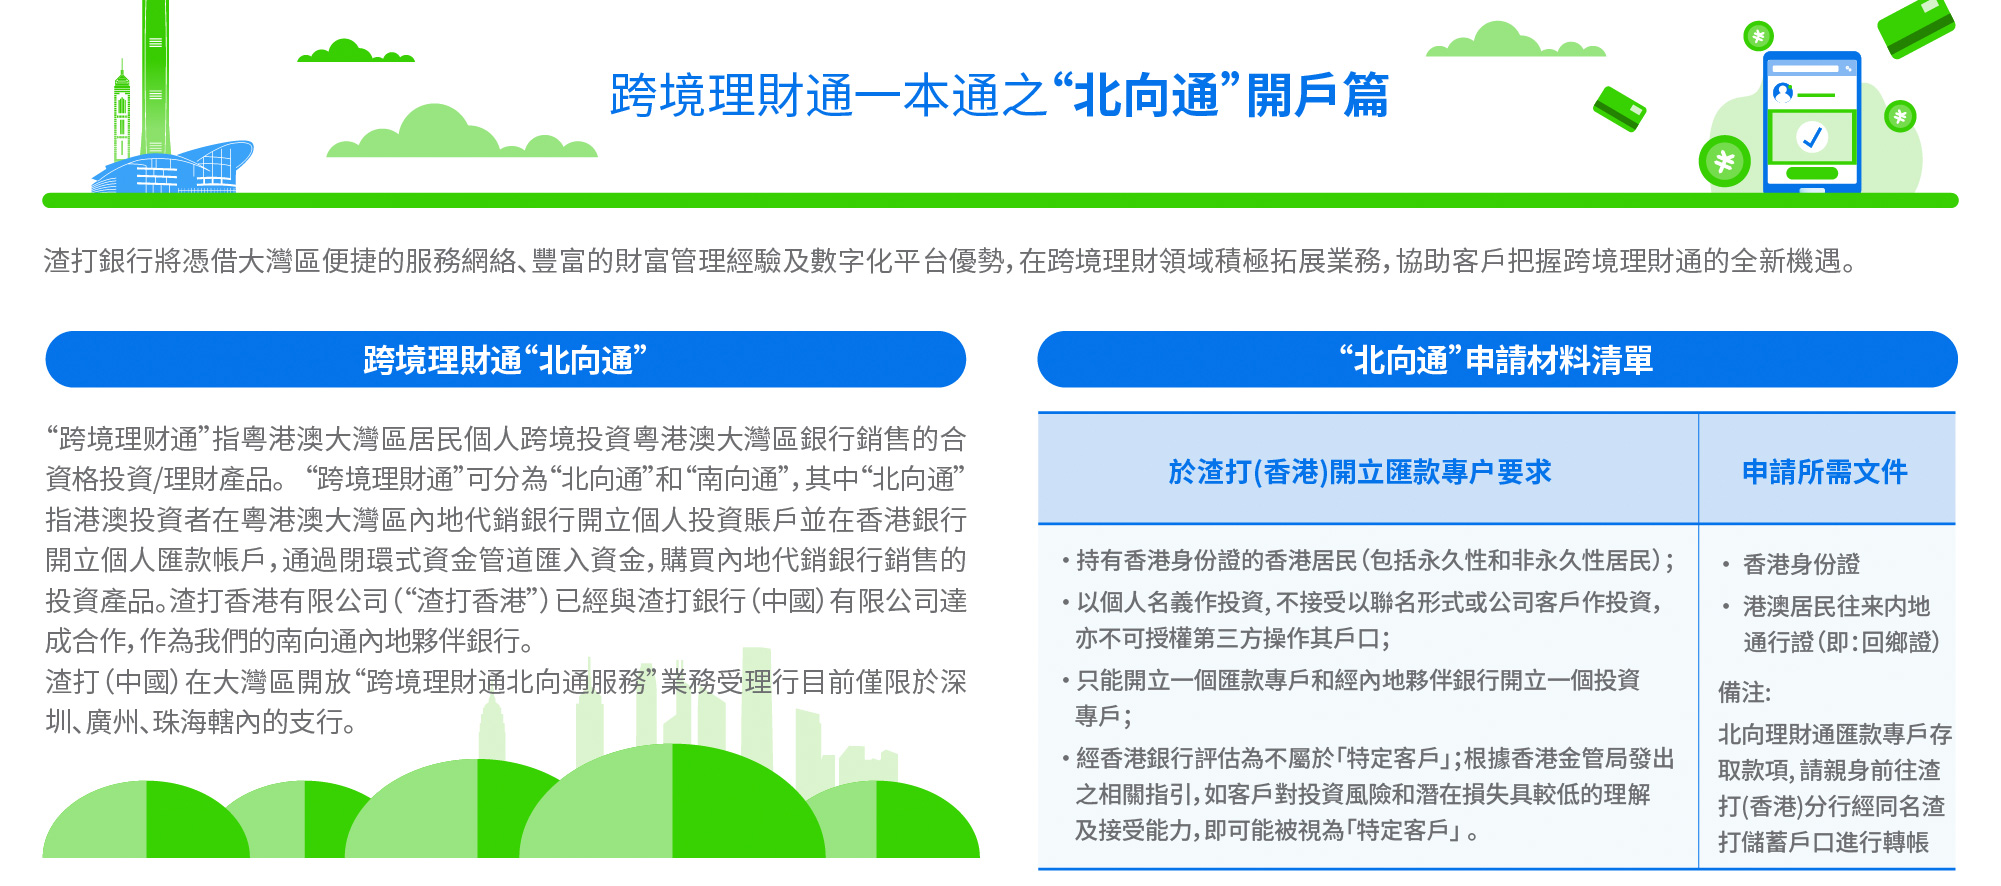 跨境理財通一本通之“北向通”開戶篇
渣打銀行將憑借大灣區便捷的服務網絡、豐富的財富管理經驗及數字化平台優勢，在跨境理財領域積極拓展業務，協助客戶把握跨境理財通的全新機遇。
跨境理財通“北向通”
“跨境理财通”指粵港澳大灣區居民個人跨境投資粵港澳大灣區銀行銷售的合
資格投資/理財產品。“跨境理財通”可分為“北向通”和“南向通”，其中“北向通”
指港澳投資者在粵港澳大灣區內地代銷銀行開立個人投資賬戶並在香港銀行
開立個人匯款帳戶，通過閉環式資金管道匯入資金，購買內地代銷銀行銷售的
投資產品。渣打香港有限公司（“渣打香港”）已經與渣打銀行（中國）有限公司達
成合作，作為我們的南向通內地夥伴銀行。
渣打（中國）在大灣區開放“跨境理財通北向通服務”業務受理行目前僅限於深
圳、廣州、珠海轄內的支行。
“北向通”申請材料清單
於渣打(香港)開立匯款專户要求
申請所需文件
•持有香港身份證的香港居民（包括永久性和非永久性居民）；
•以個人名義作投資，不接受以聯名形式或公司客戶作投資，
亦不可授權第三方操作其戶口；
•只能開立一個匯款專戶和經內地夥伴銀行開立一個投資
專戶；
•經香港銀行評估為不屬於「特定客戶」；根據香港金管局發出
之相關指引，如客戶對投資風險和潛在損失具較低的理解
及接受能力，即可能被視為「特定客戶」。
• 香港身份證
• 港澳居民往来内地
通行證（即：回鄉證）
備注:
北向理財通匯款專戶存
取款項，請親身前往渣
打(香港)分行經同名渣
打儲蓄戶口進行轉帳